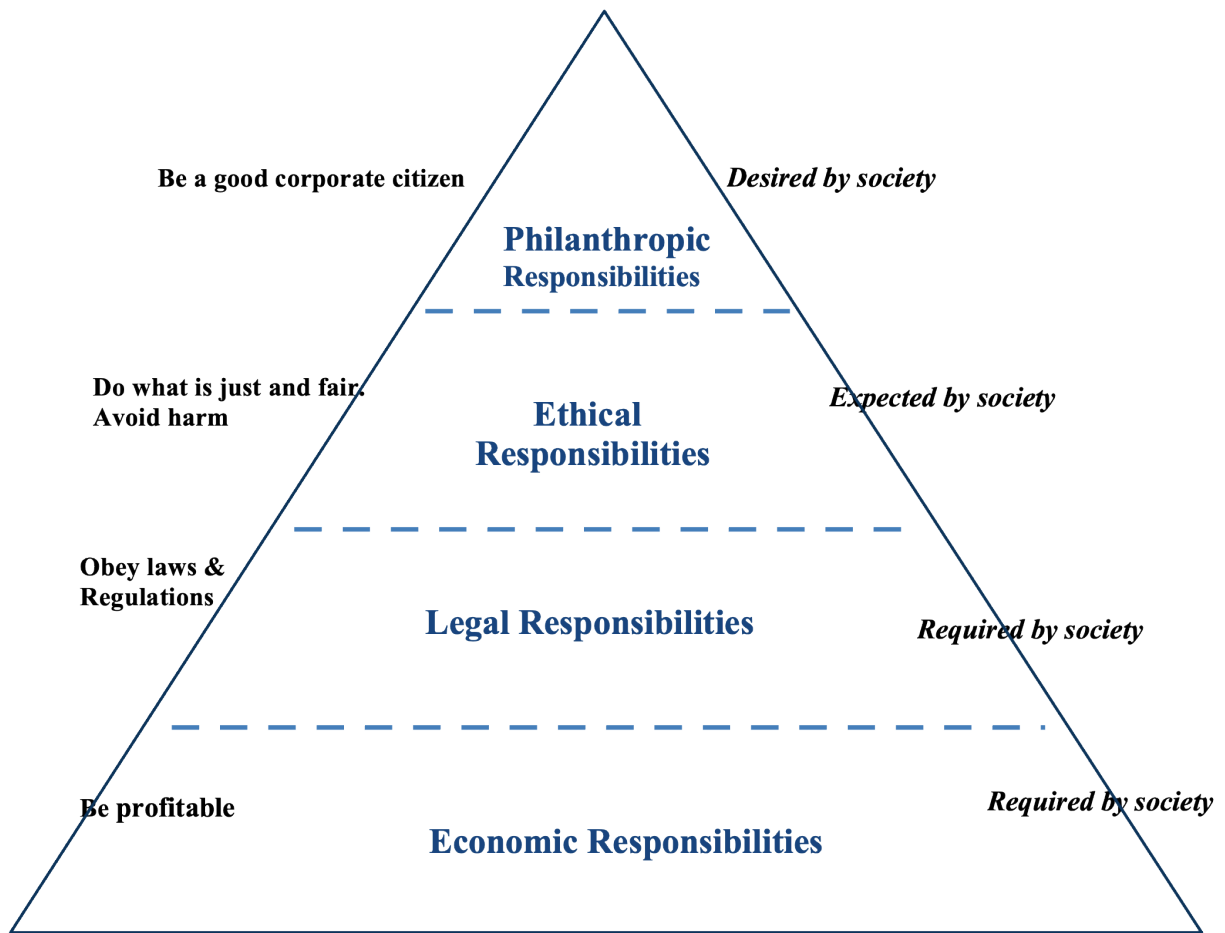 Be a good corporate citizen
Desired by society
Philanthropic
Responsibilities
Do what is just and fair.
Avoid harm
Expected by society
Ethical
Responsibilities
Obey laws &
Regulations
Legal Responsibilities
Required by society
Be profitable
Required by society
Economic Responsibilities